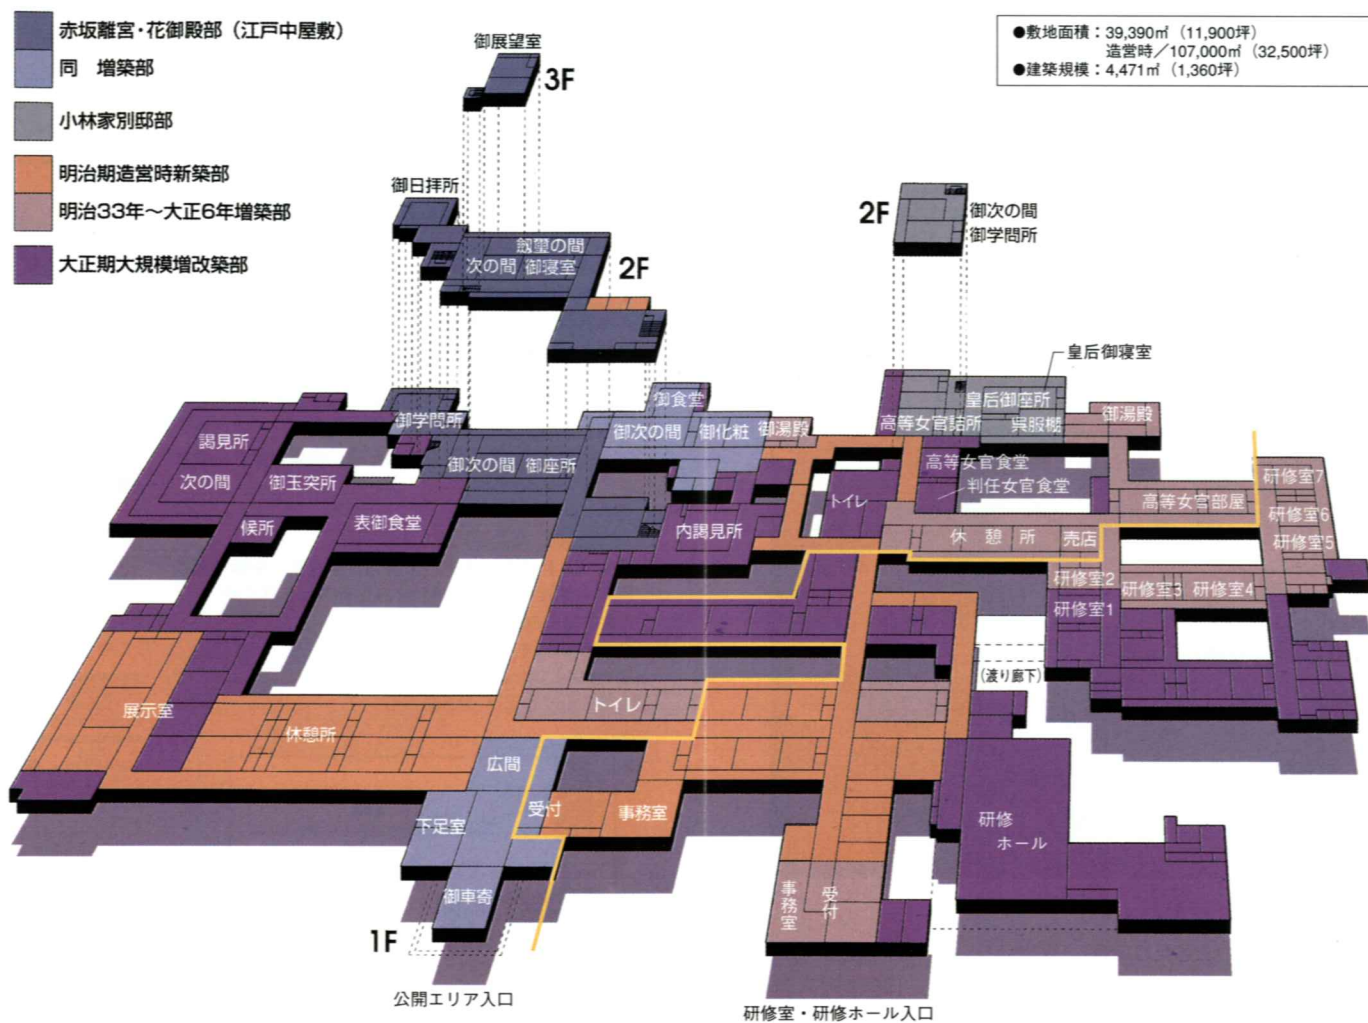 赤坂離宮・花御殿部（江戸中屋敷）
同　増築部
小林家別邸部
明治期造営時新築部
明治33年～大正6年増築部
大正期大規模増改築部
●敷地面積：39,390㎡（11,900坪）
造営時／107,000㎡（32,500坪）
●建築規模：4,471㎡（1,360坪）
御展望室
3F
御日拝所
剱璽の間
次の間
御寝室
2F
2F
御次の間
御学問所
皇后御寝室
御学問所
御食堂
御次の間
御化粧
御湯殿
皇后御座所
高等女官詰所
呉服棚
御湯殿
謁見所
次の間
御玉突所
候所
表御食堂
御次の間
御座所
内謁見所
トイレ
高等女官食堂
判任女官食堂
高等女官部屋
休憩所
売店
研修室7
研修室6
研修室5
研修室2
研修室3
研修室4
研修室1
（渡り廊下）
展示室
休憩所
トイレ
広間
受付
事務室
下足室
御車寄
1F
公開エリア入口
事務室
受付
研修
ホール
研修室・研修ホール入口